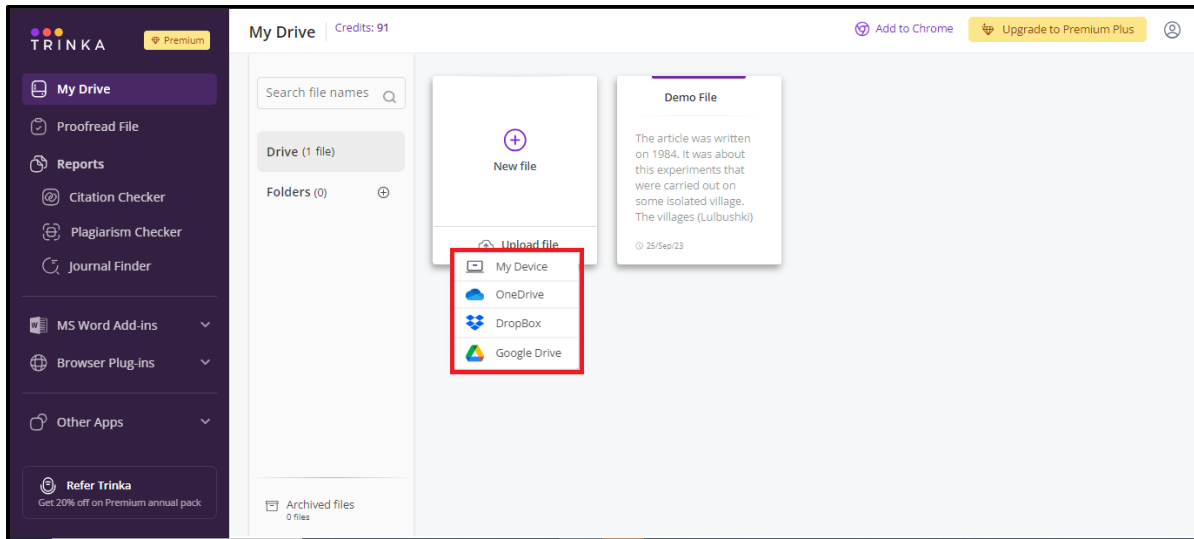 TRINKA
Premium
My Drive
Proofread File
Reports
Citation Checker
Plagiarism Checker
Journal Finder
MS Word Add-ins
Browser Plug-ins
Other Apps
Refer Trinka
Get 20% off on Premium annual pack
My Drive
Credits: 91
Add to Chrome
Upgrade to Premium Plus
Search file names
Drive (1 file)
Folders (0)
Archived files
0 files
New file
Upload file
My Device
OneDrive
DropBox
Google Drive
Demo File
The article was written
on 1984. It was about
this experiments that
were carried out on
some isolated village.
The villages (Lulbushki)
25/Sep/23